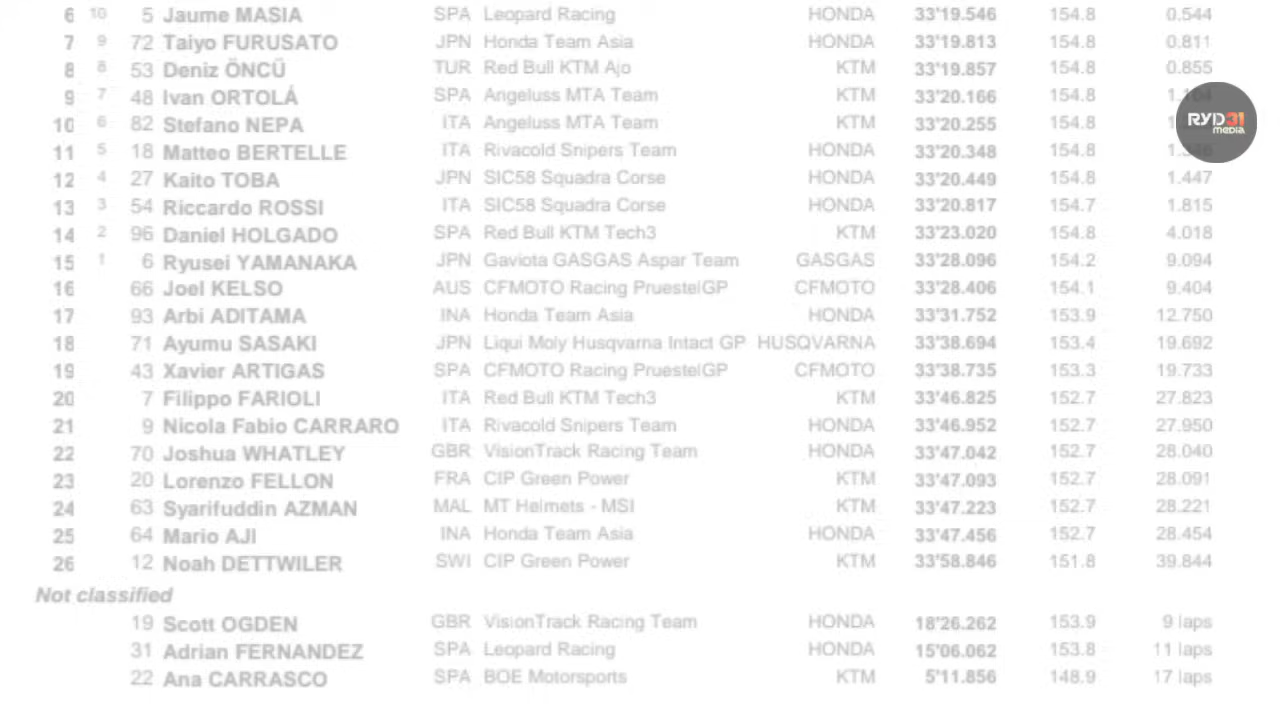 6 10 5 Jaume MASIA SPA Leopard Racing HONDA 33'19.546 154.8 0.544
7 9 72 Taiyo FURUSATO JPN Honda Team Asia HONDA 33'19.813 154.8 0.811
8 8 53 Deniz ÖNCÜ TUR Red Bull KTM Ajo KTM 33'19.857 154.8 0.855
9 7 48 Ivan ORTOLÁ SPA Angeluss MTA Team KTM 33'20.166 154.8
10 6 82 Stefano NEPA ITA Angeluss MTA Team KTM 33'20.255 154.8
RYD31
media
11 5 18 Matteo BERTELLE ITA Rivacold Snipers Team HONDA 33'20.348 154.8
12 4 27 Kaito TOBA JPN SIC58 Squadra Corse HONDA 33'20.449 154.8 1.447
13 3 54 Riccardo ROSSI ITA SIC58 Squadra Corse HONDA 33'20.817 154.7 1.815
14 2 96 Daniel HOLGADO SPA Red Bull KTM Tech3 KTM 33'23.020 154.8 4.018
15 1 6 Ryusei YAMANAKA JPN Gaviota GASGAS Aspar Team GASGAS 33'28.096 154.2 9.094
16 66 Joel KELSO AUS CFMOTO Racing PruestelGP CFMOTO 33'28.406 154.1 9.404
17 93 Arbi ADITAMA INA Honda Team Asia HONDA 33'31.752 153.9 12.750
18 71 Ayumu SASAKI JPN Liqui Moly Husqvarna Intact GP HUSQVARNA 33'38.694 153.4 19.692
19 43 Xavier ARTIGAS SPA CFMOTO Racing PruestelGP CFMOTO 33'38.735 153.3 19.733
20 7 Filippo FARIOLI ITA Red Bull KTM Tech3 KTM 33'46.825 152.7 27.823
21 9 Nicola Fabio CARRARO ITA Rivacold Snipers Team HONDA 33'46.952 152.7 27.950
22 70 Joshua WHATLEY GBR VisionTrack Racing Team HONDA 33'47.042 152.7 28.040
23 20 Lorenzo FELLON FRA CIP Green Power KTM 33'47.093 152.7 28.091
24 63 Syarifuddin AZMAN MAL MT Helmets - MSI KTM 33'47.223 152.7 28.221
25 64 Mario AJI INA Honda Team Asia HONDA 33'47.456 152.7 28.454
26 12 Noah DETTWILER SWI CIP Green Power KTM 33'58.846 151.8 39.844
Not classified
19 Scott OGDEN GBR VisionTrack Racing Team HONDA 18'26.262 153.9 9 laps
31 Adrian FERNANDEZ SPA Leopard Racing HONDA 15'06.062 153.8 11 laps
22 Ana CARRASCO SPA BOE Motorsports KTM 5'11.856 148.9 17 laps